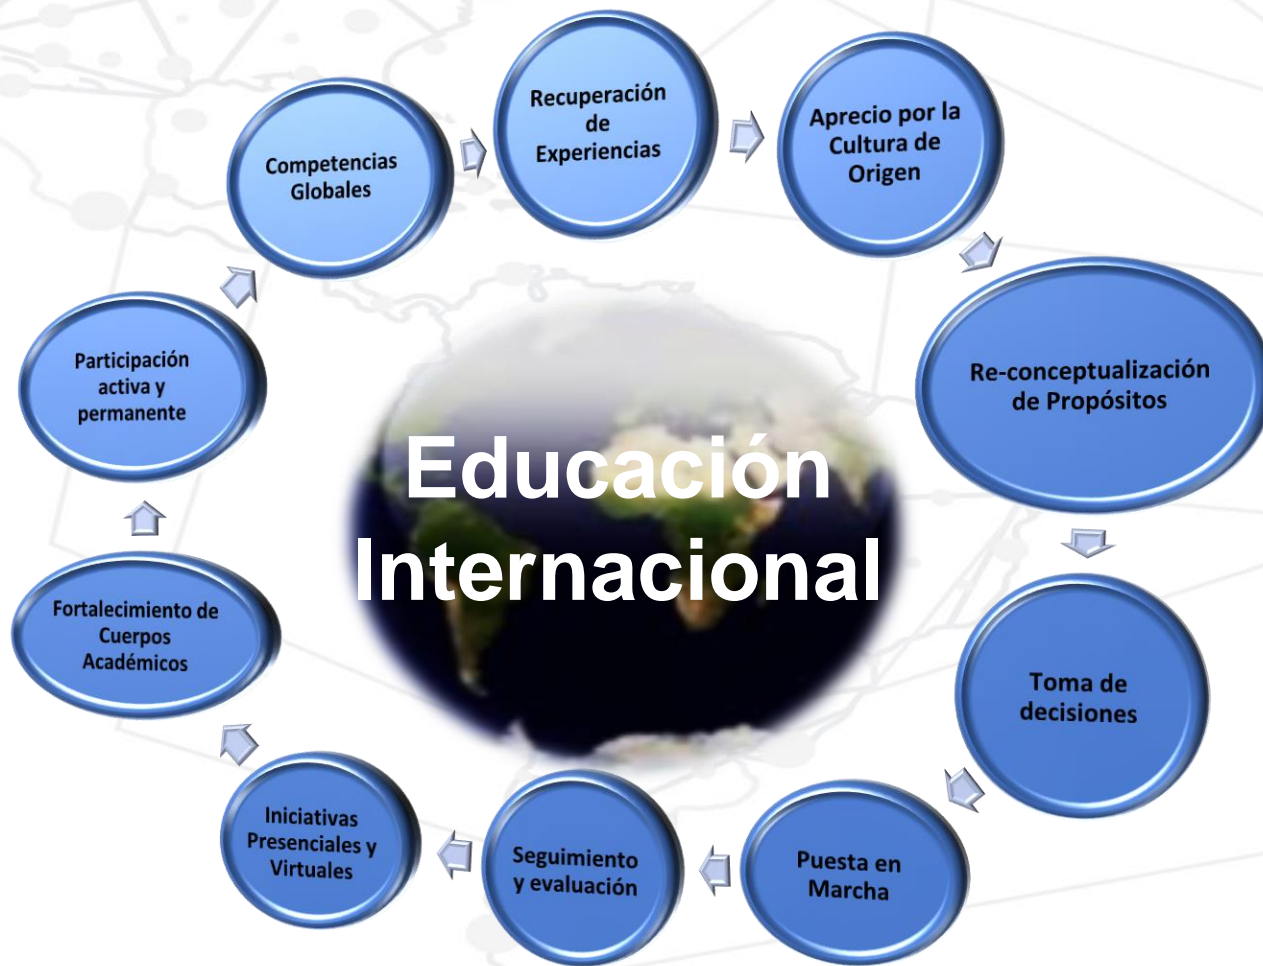 Recuperación
de
Experiencias
Aprecio por la
Cultura de
Origen
Re-conceptualización
de Propósitos
Toma de
decisiones
Puesta en
Marcha
Seguimiento
y evaluación
Iniciativas
Presenciales y
Virtuales
Fortalecimiento de
Cuerpos
Académicos
Participación
activa y
permanente
Competencias
Globales
Educación
Internacional